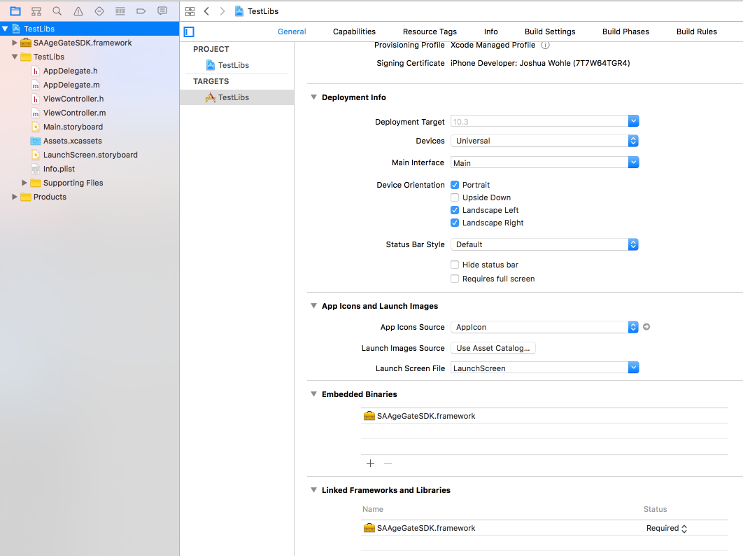 TestLibs
TestLibs
SAAgeGateSDK.framework
TestLibs
AppDelegate.h
AppDelegate.m
ViewController.h
ViewController.m
Main.storyboard
Assets.xcassets
LaunchScreen.storyboard
Info.plist
Supporting Files
Products
General Capabilities Resource Tags Info Build Settings Build Phases Build Rules
PROJECT
TestLibs
TARGETS
TestLibs
Provisioning Profile Xcode Managed Profile
Signing Certificate iPhone Developer: Joshua Wohle (7T7W64TGR4)
Deployment Info
Deployment Target 10.3
Devices Universal
Main Interface Main
Device Orientation Portrait
Upside Down
Landscape Left
Landscape Right
Status Bar Style Default
Hide status bar
Requires full screen
App Icons and Launch Images
App Icons Source AppIcon
Launch Images Source Use Asset Catalog...
Launch Screen File LaunchScreen
Embedded Binaries
SAAgeGateSDK.framework
Linked Frameworks and Libraries
Name Status
SAAgeGateSDK.framework Required